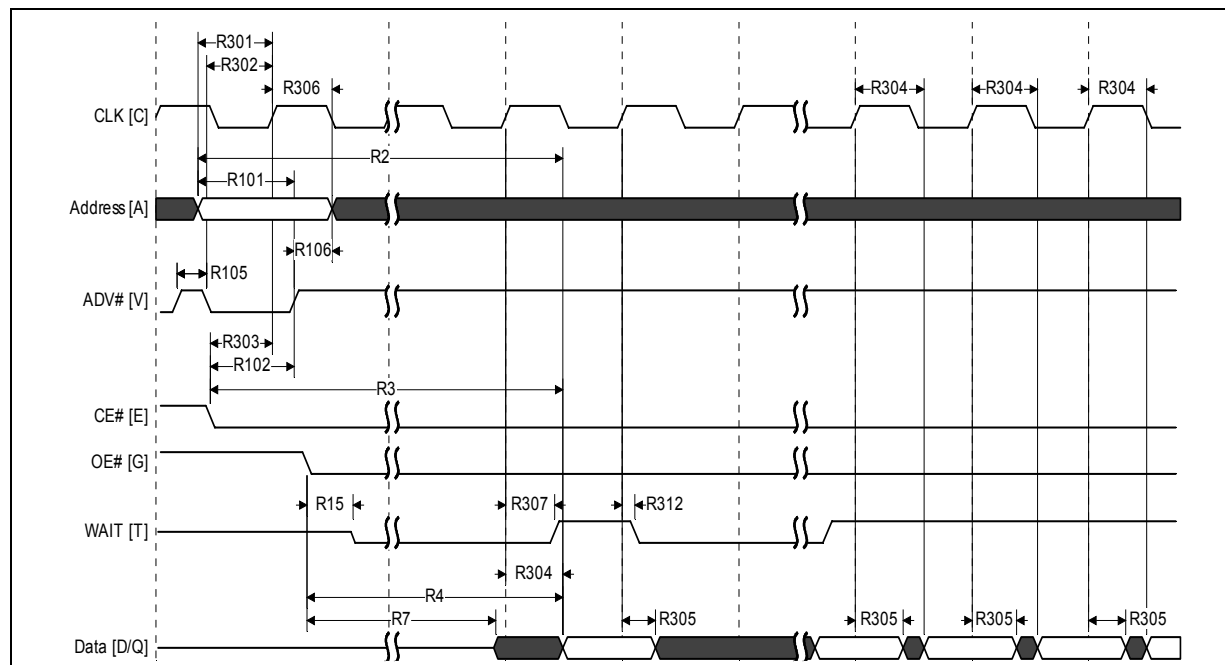 R301
R302
R306
R304
R304
R304
CLK [C]
R2
R101
Address [A]
R106
R105
ADV# [V]
R303
R102
R3
CE# [E]
OE# [G]
R15
R307
R312
WAIT [T]
R304
R4
R7
R305
R305
R305
R305
Data [D/Q]